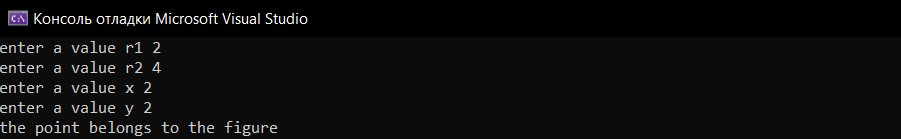 Консоль отладки Microsoft Visual Studio
enter a value r1 2
enter a value r2 4
enter a value x 2
enter a value y 2
the point belongs to the figure